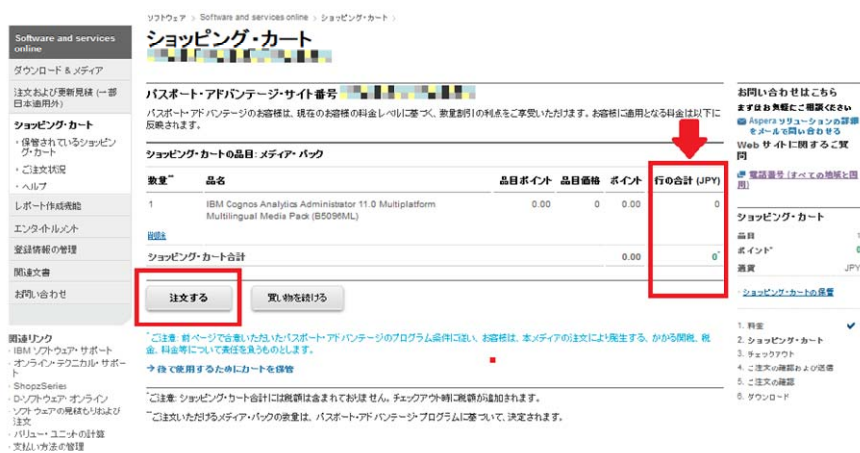 ソフトウェア > Software and services online > ショッピング・カート >
ショッピング・カート
Software and services
online
ダウンロード & メディア
注文および更新見積 (一部
日本適用外)
ショッピング・カート
・保管されているショッピン
グ・カート
・ご注文状況
・ヘルプ
レポート作成機能
エンタイトルメント
登録情報の管理
関連文書
お問い合わせ
関連リンク
・IBM ソフトウェア・サポート
・オンライン・テクニカル・サポー
ト
・ShopzSeries
・D-ソフトウェア・オンライン
・ソフトウェアの見積もりおよび
注文
・バリュー・ユニットの計算
・支払い方法の管理
パスポート・アドバンテージ・サイト番号
パスポート・アドバンテージのお客様は、現在のお客様の料金レベルに基づく、数量割引の利点をご享受いただけます。お客様に適用となる料金は以下に
反映されます。
ショッピング・カートの品目: メディア・パック
数量** 品名 品目ポイント 品目価格 ポイント 行の合計 (JPY)
1 IBM Cognos Analytics Administrator 11.0 Multiplatform 0.00 0 0.00 0
Multilingual Media Pack (B5096ML)
削除
ショッピング・カート合計 0.00 0*
注文する 買い物を続ける
*ご注意: 前ページで合意いただいたパスポート・アドバンテージのプログラム条件に従い、お客様は、本メディアの注文により発生する、かかる関税、税
金、料金等について責任を負うものとします。
→ 後で使用するためにカートを保管
*ご注意: ショッピング・カート合計には税額は含まれておりません。チェックアウト時に税額が追加されます。
**ご注文いただけるメディア・パックの数量は、パスポート・アドバンテージ・プログラムに基づいて、決定されます。
お問い合わせはこちら
まずはお気軽にご相談ください
Aspera ソリューションの詳細
をメールで問い合わせる
Web サイトに関するご質
問
電話番号 (すべての地域と国
別)
ショッピング・カート
品目 1
ポイント* 0
通貨 JPY
ショッピング・カートの保管
1. 料金 ✔
2. ショッピング・カート
3. チェックアウト
4. ご注文の確認および送信
5. ご注文の確認
6. ダウンロード